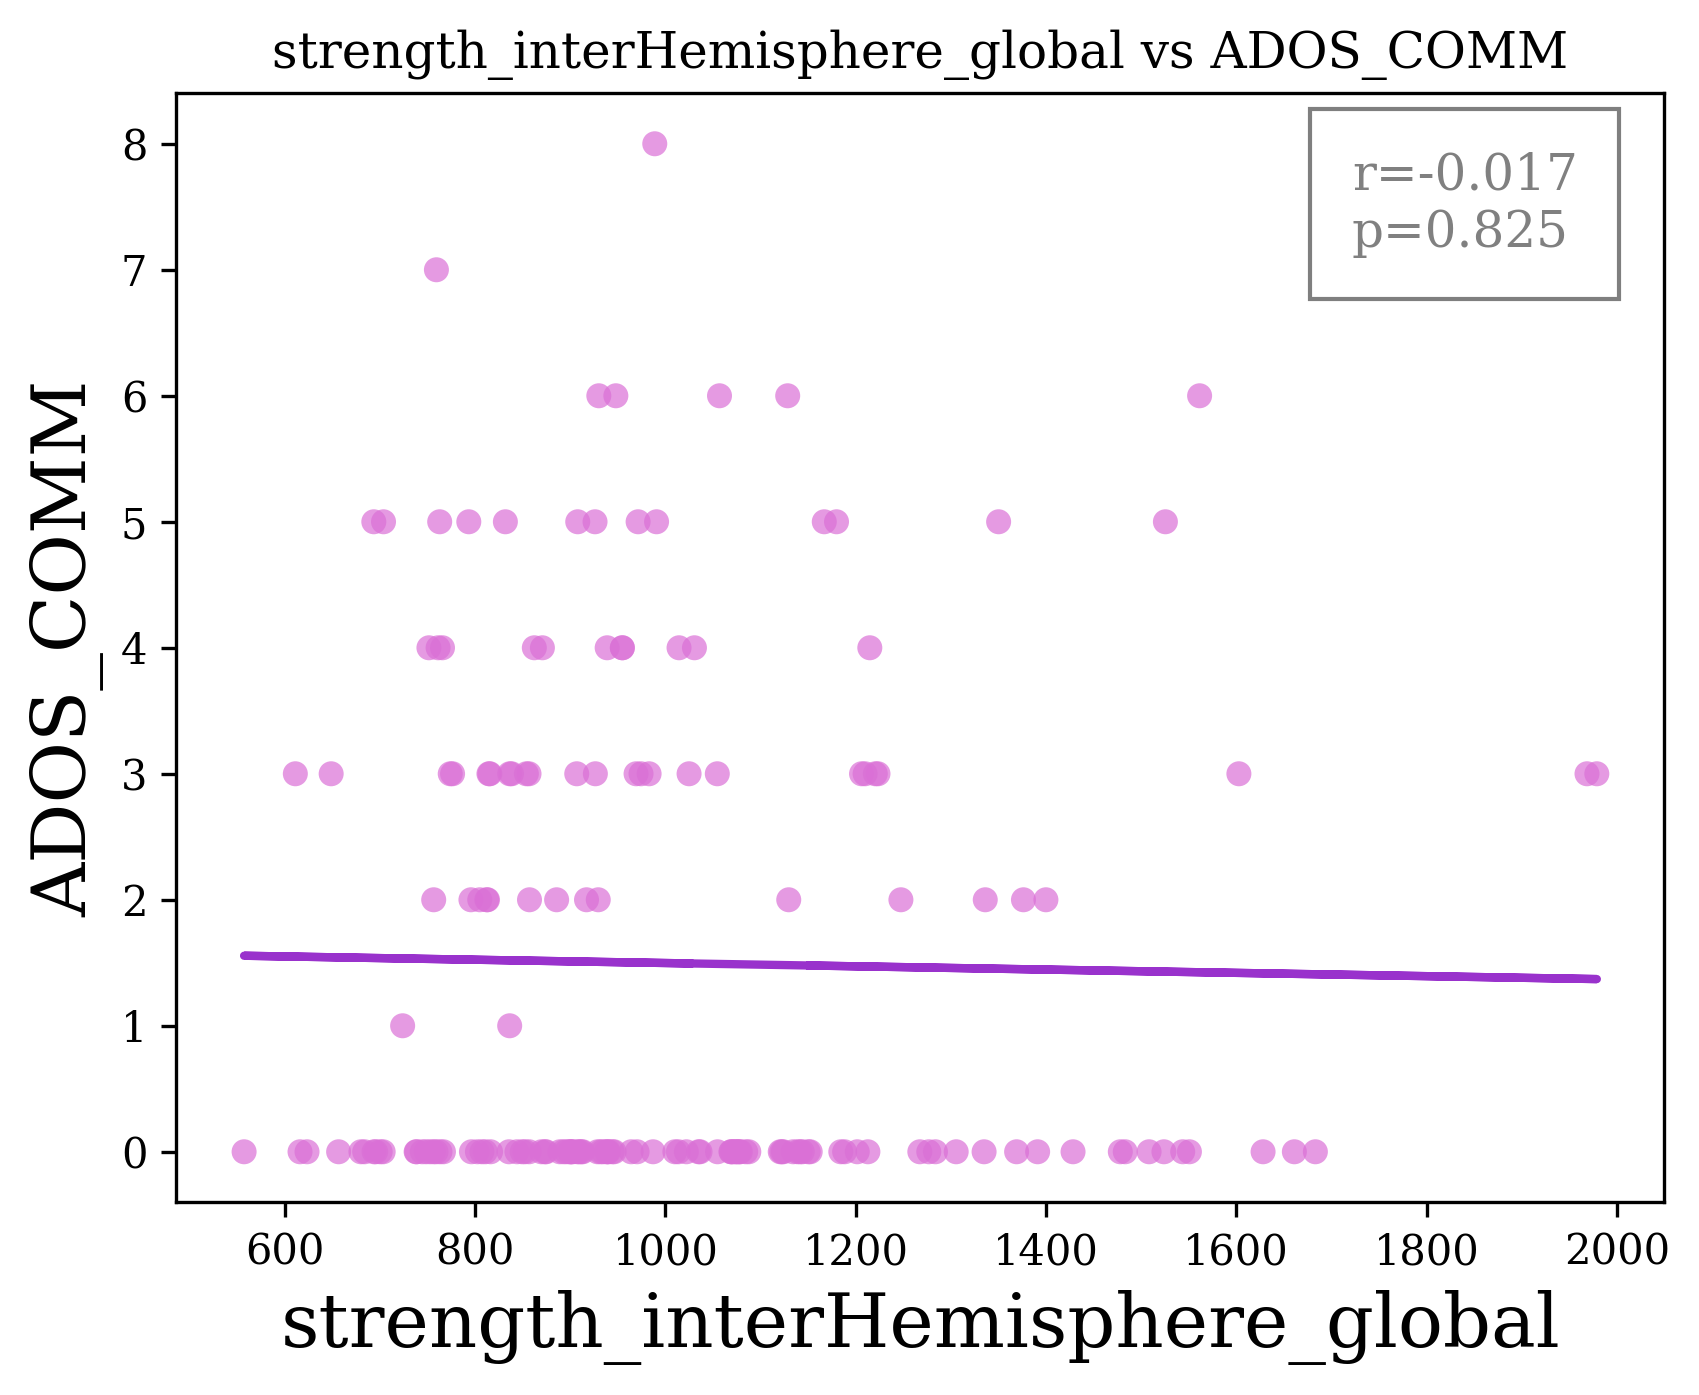 strength_interHemisphere_global vs ADOS_COMM
r=-0.017
p=0.825
8
7
6
5
4
3
2
1
0
ADOS_COMM
600 800 1000 1200 1400 1600 1800 2000
strength_interHemisphere_global